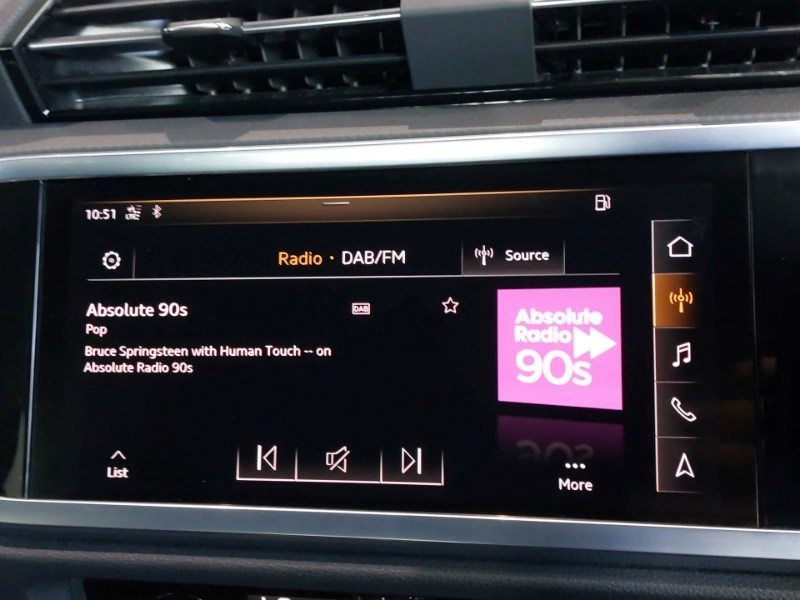 10:51
Radio · DAB/FM
Source
Absolute 90s
DAB
Pop
Bruce Springsteen with Human Touch -- on
Absolute Radio 90s
Absolute
Radio
90s
List
More